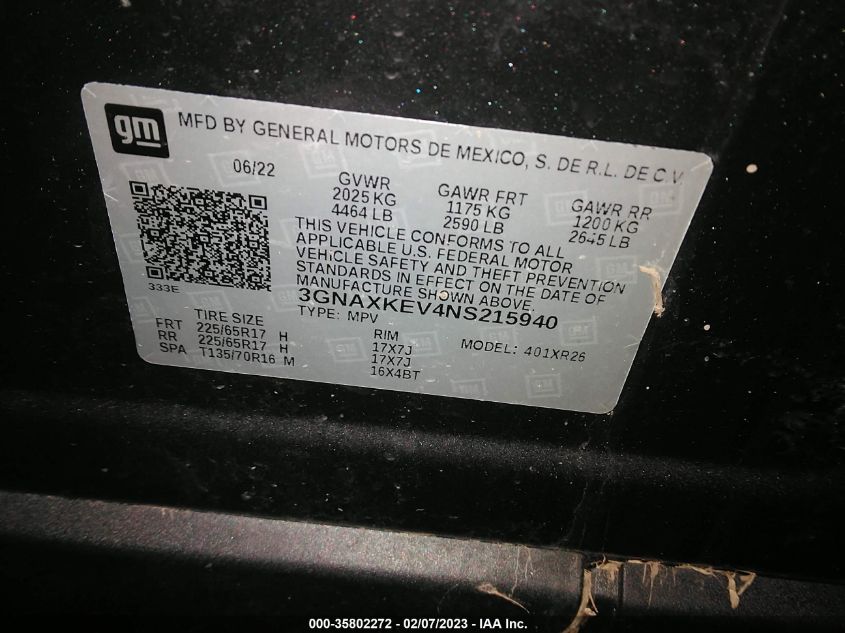 gm
MFD BY GENERAL MOTORS DE MEXICO, S. DE R.L. DE C.V.
06/22
GVWR
2025 KG
4464 LB
GAWR FRT
1175 KG
2590 LB
GAWR RR
1200 KG
2645 LB
THIS VEHICLE CONFORMS TO ALL
APPLICABLE U.S. FEDERAL MOTOR
VEHICLE SAFETY AND THEFT PREVENTION
STANDARDS IN EFFECT ON THE DATE OF
MANUFACTURE SHOWN ABOVE.
333E
3GNAXKEV4NS215940
TYPE: MPV
MODEL: 401XR26
TIRE SIZE
RIM
FRT 225/65R17 H 17X7J
RR 225/65R17 H 17X7J
SPA T135/70R16 M 16X4BT
000-35802272 - 02/07/2023 - IAA Inc.